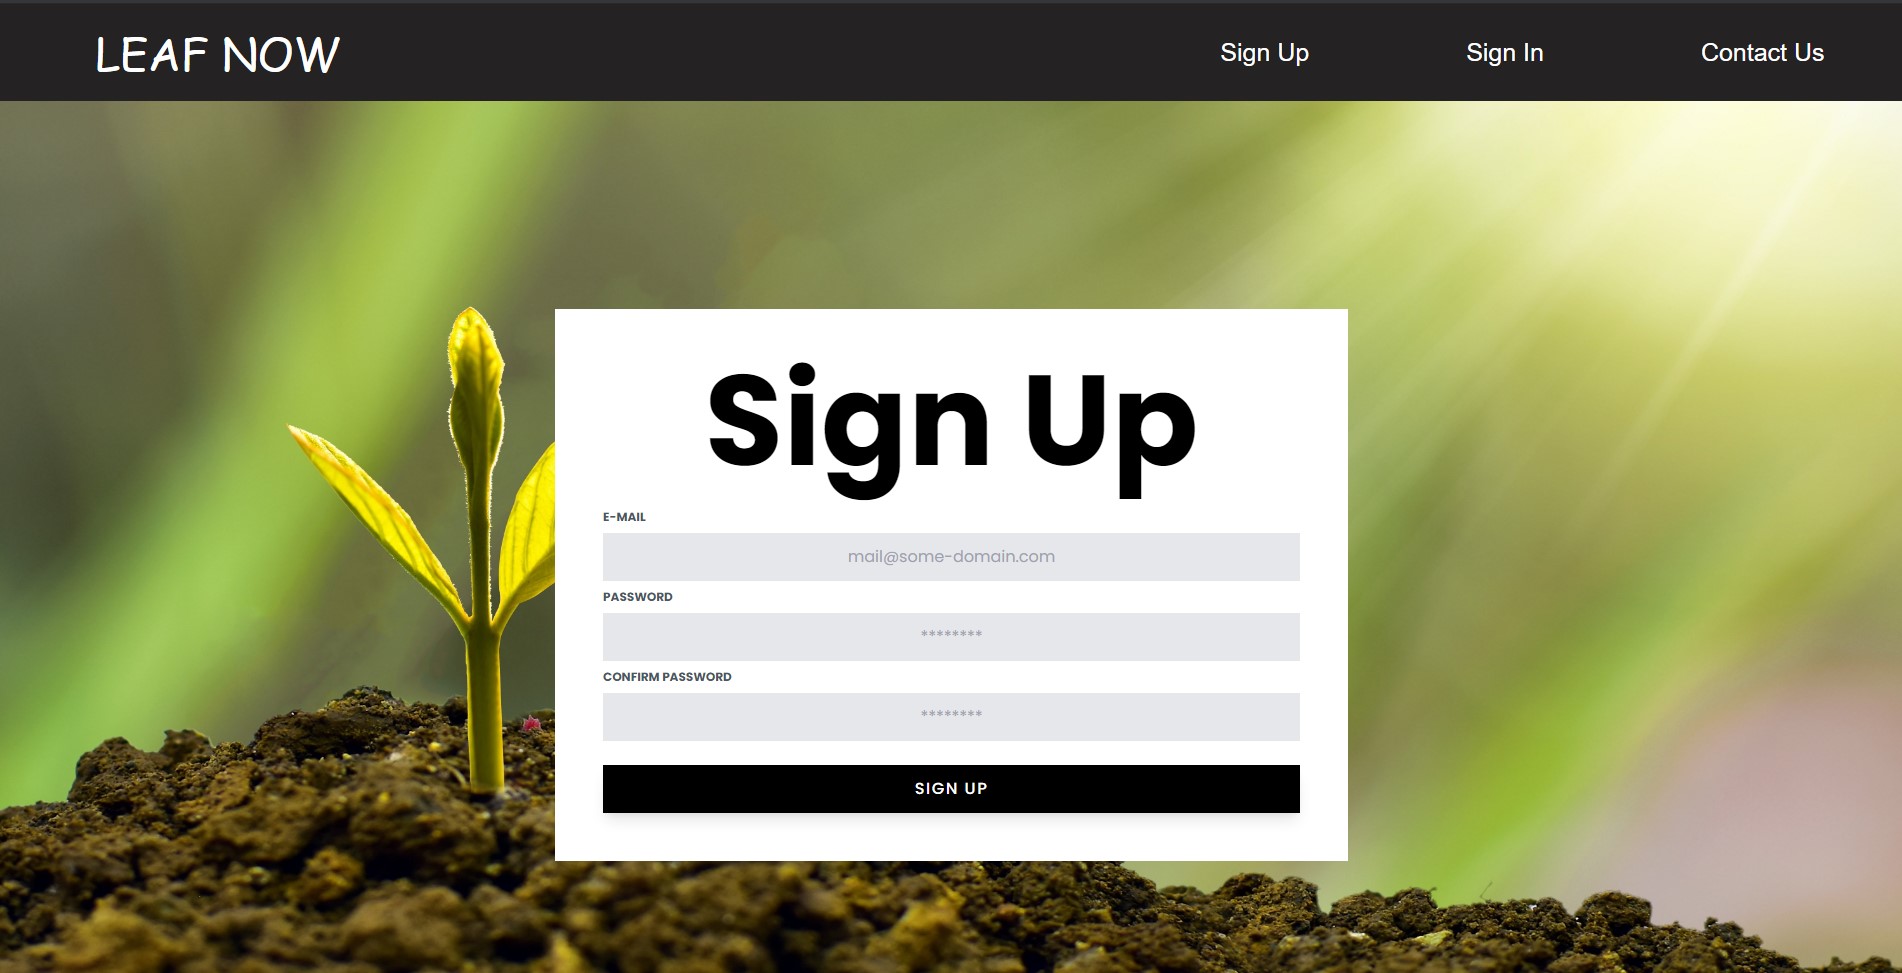 LEAF NOW
Sign Up
Sign In
Contact Us
Sign Up
E-MAIL
mail@some-domain.com
PASSWORD
********
CONFIRM PASSWORD
********
SIGN UP